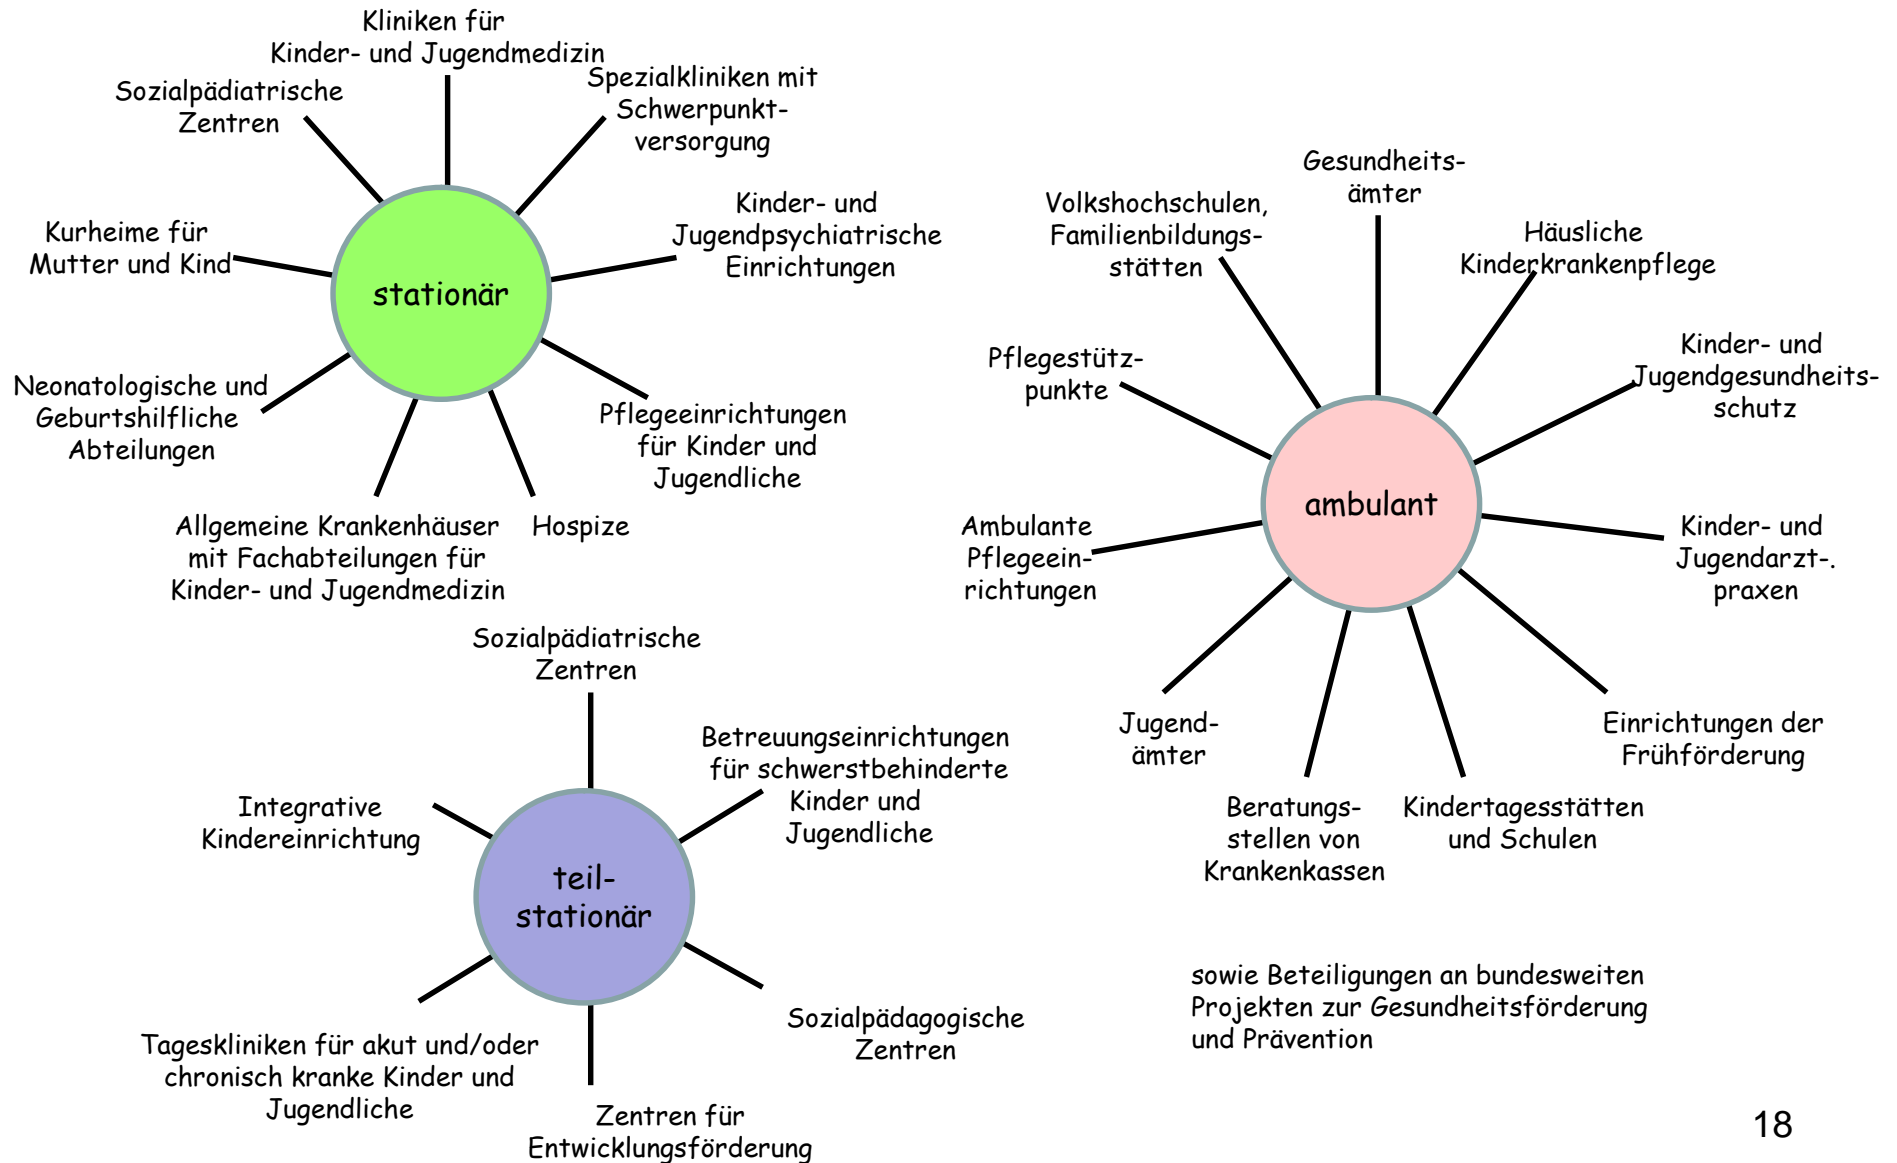 Kliniken für
Kinder- und Jugendmedizin
Sozialpädiatrische
Zentren
Spezialkliniken mit
Schwerpunkt-
versorgung
Kurheime für
Mutter und Kind
stationär
Kinder- und
Jugendpsychiatrische
Einrichtungen
Neonatologische und
Geburtshilfliche
Abteilungen
Pflegeeinrichtungen
für Kinder und
Jugendliche
Allgemeine Krankenhäuser
mit Fachabteilungen für
Kinder- und Jugendmedizin
Hospize
Gesundheits-
ämter
Volkshochschulen,
Familienbildungs-
stätten
Häusliche
Kinderkrankenpflege
Pflegestütz-
punkte
Kinder- und
Jugendgesundheits-
schutz
ambulant
Ambulante
Pflegeein-
richtungen
Kinder- und
Jugendarzt-.
praxen
Jugend-
ämter
Einrichtungen der
Frühförderung
Beratungs-
stellen von
Krankenkassen
Kindertagesstätten
und Schulen
Sozialpädiatrische
Zentren
Betreuungseinrichtungen
für schwerstbehinderte
Kinder und
Jugendliche
Integrative
Kindereinrichtung
teil-
stationär
Sozialpädagogische
Zentren
Tageskliniken für akut und/oder
chronisch kranke Kinder und
Jugendliche
Zentren für
Entwicklungsförderung
sowie Beteiligungen an bundesweiten
Projekten zur Gesundheitsförderung
und Prävention
18